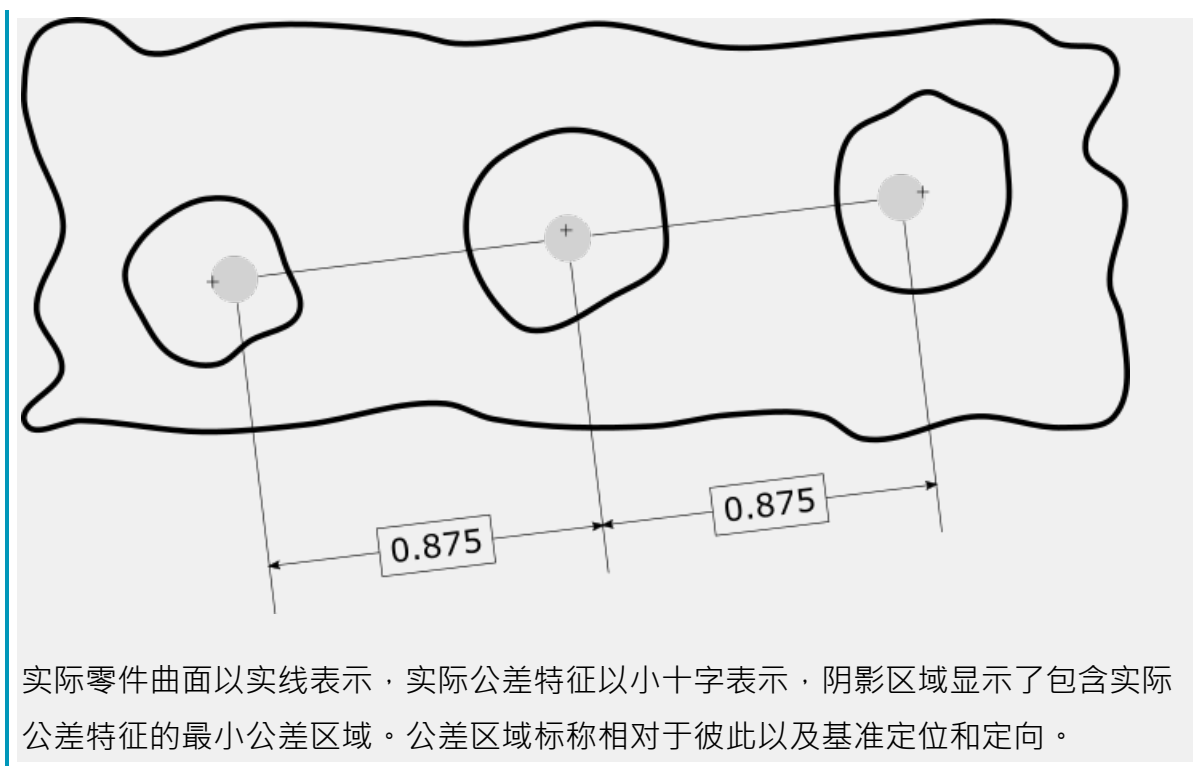 0.875
0.875
实际零件曲面以实线表示，实际公差特征以小十字表示，阴影区域显示了包含实际
公差特征的最小公差区域。公差区域标称相对于彼此以及基准定位和定向。